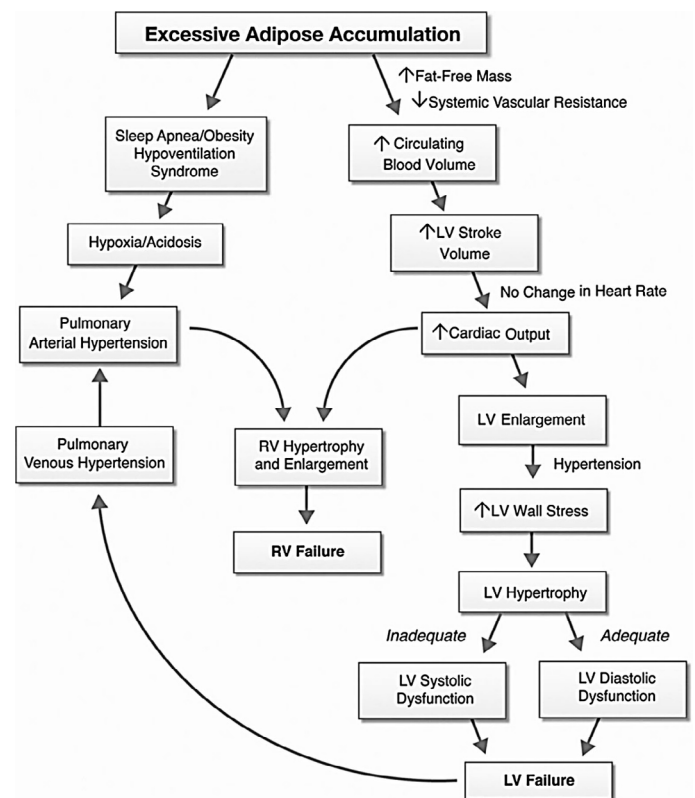 Excessive Adipose Accumulation
↑Fat-Free Mass
↓Systemic Vascular Resistance
Sleep Apnea/Obesity
Hypoventilation
Syndrome
↑ Circulating
Blood Volume
Hypoxia/Acidosis
↑LV Stroke
Volume
No Change in Heart Rate
Pulmonary
Arterial Hypertension
↑Cardiac Output
LV Enlargement
Pulmonary
Venous Hypertension
RV Hypertrophy
and Enlargement
Hypertension
↑LV Wall Stress
RV Failure
LV Hypertrophy
Inadequate
Adequate
LV Systolic
Dysfunction
LV Diastolic
Dysfunction
LV Failure